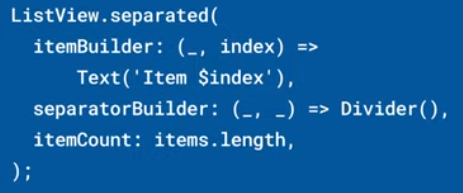 ListView.separated(
  itemBuilder: (_, index) =>
      Text('Item $index'),
  separatorBuilder: (_, _) => Divider(),
  itemCount: items.length,
);